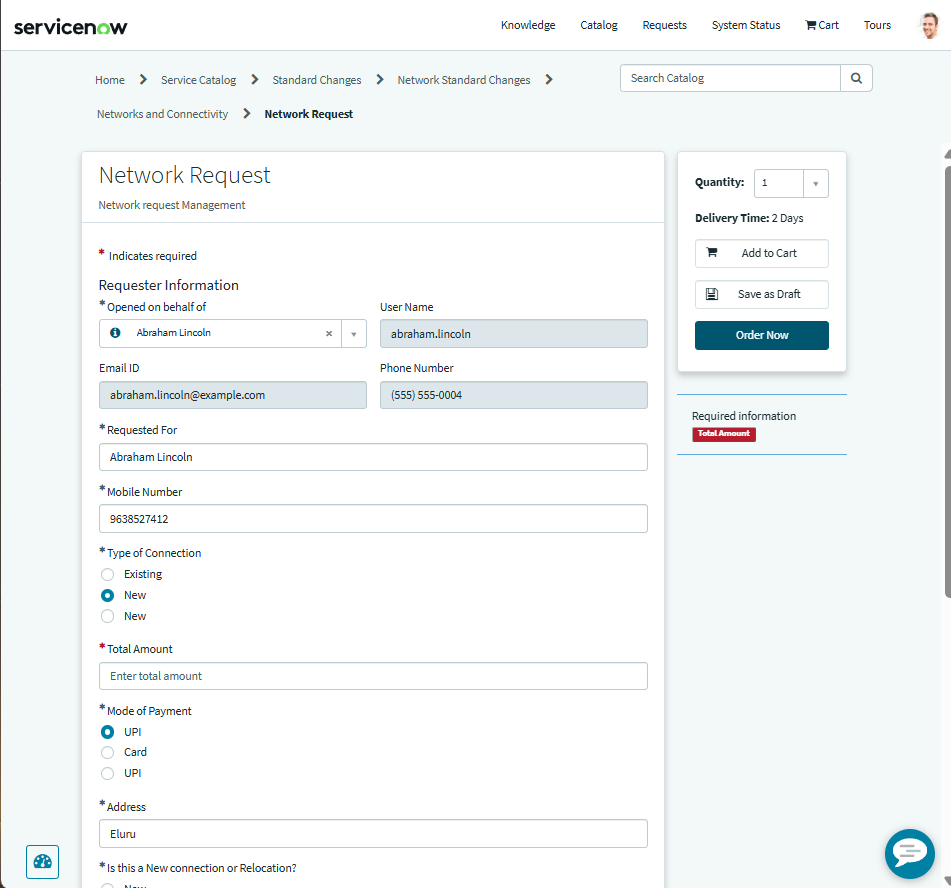 servicenow
Knowledge Catalog Requests System Status Cart Tours
Home Service Catalog Standard Changes Network Standard Changes
Networks and Connectivity Network Request
Search Catalog
Network Request
Network request Management
* Indicates required
Requester Information
*Opened on behalf of
Abraham Lincoln
User Name
abraham.lincoln
Email ID
abraham.lincoln@example.com
Phone Number
(555) 555-0004
*Requested For
Abraham Lincoln
*Mobile Number
9638527412
*Type of Connection
Existing
New
New
*Total Amount
Enter total amount
*Mode of Payment
UPI
Card
UPI
*Address
Eluru
*Is this a New connection or Relocation?
New
Quantity: 1
Delivery Time: 2 Days
Add to Cart
Save as Draft
Order Now
Required information
Total Amount